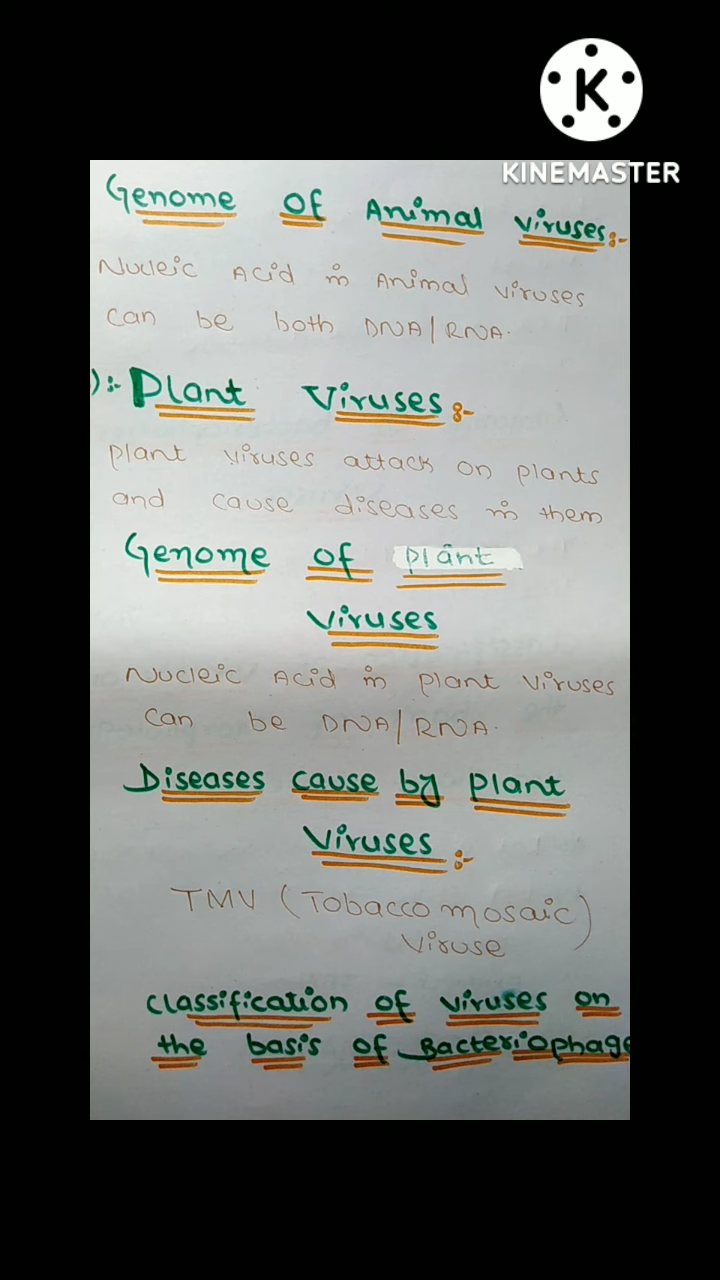 K
KINEMASTER
Genome of Animal Viruses:-
Nucleic Acid in Animal viruses
can be both DNA/RNA.
):- Plant Viruses:-
Plant viruses attack on plants
and cause diseases in them
Genome of plant
Viruses
Nucleic Acid in plant Viruses
can be DNA/RNA.
Diseases cause by plant
Viruses:-
TMV (Tobacco mosaic)
Viruse
Classification of viruses on
the basis of Bacteriophage